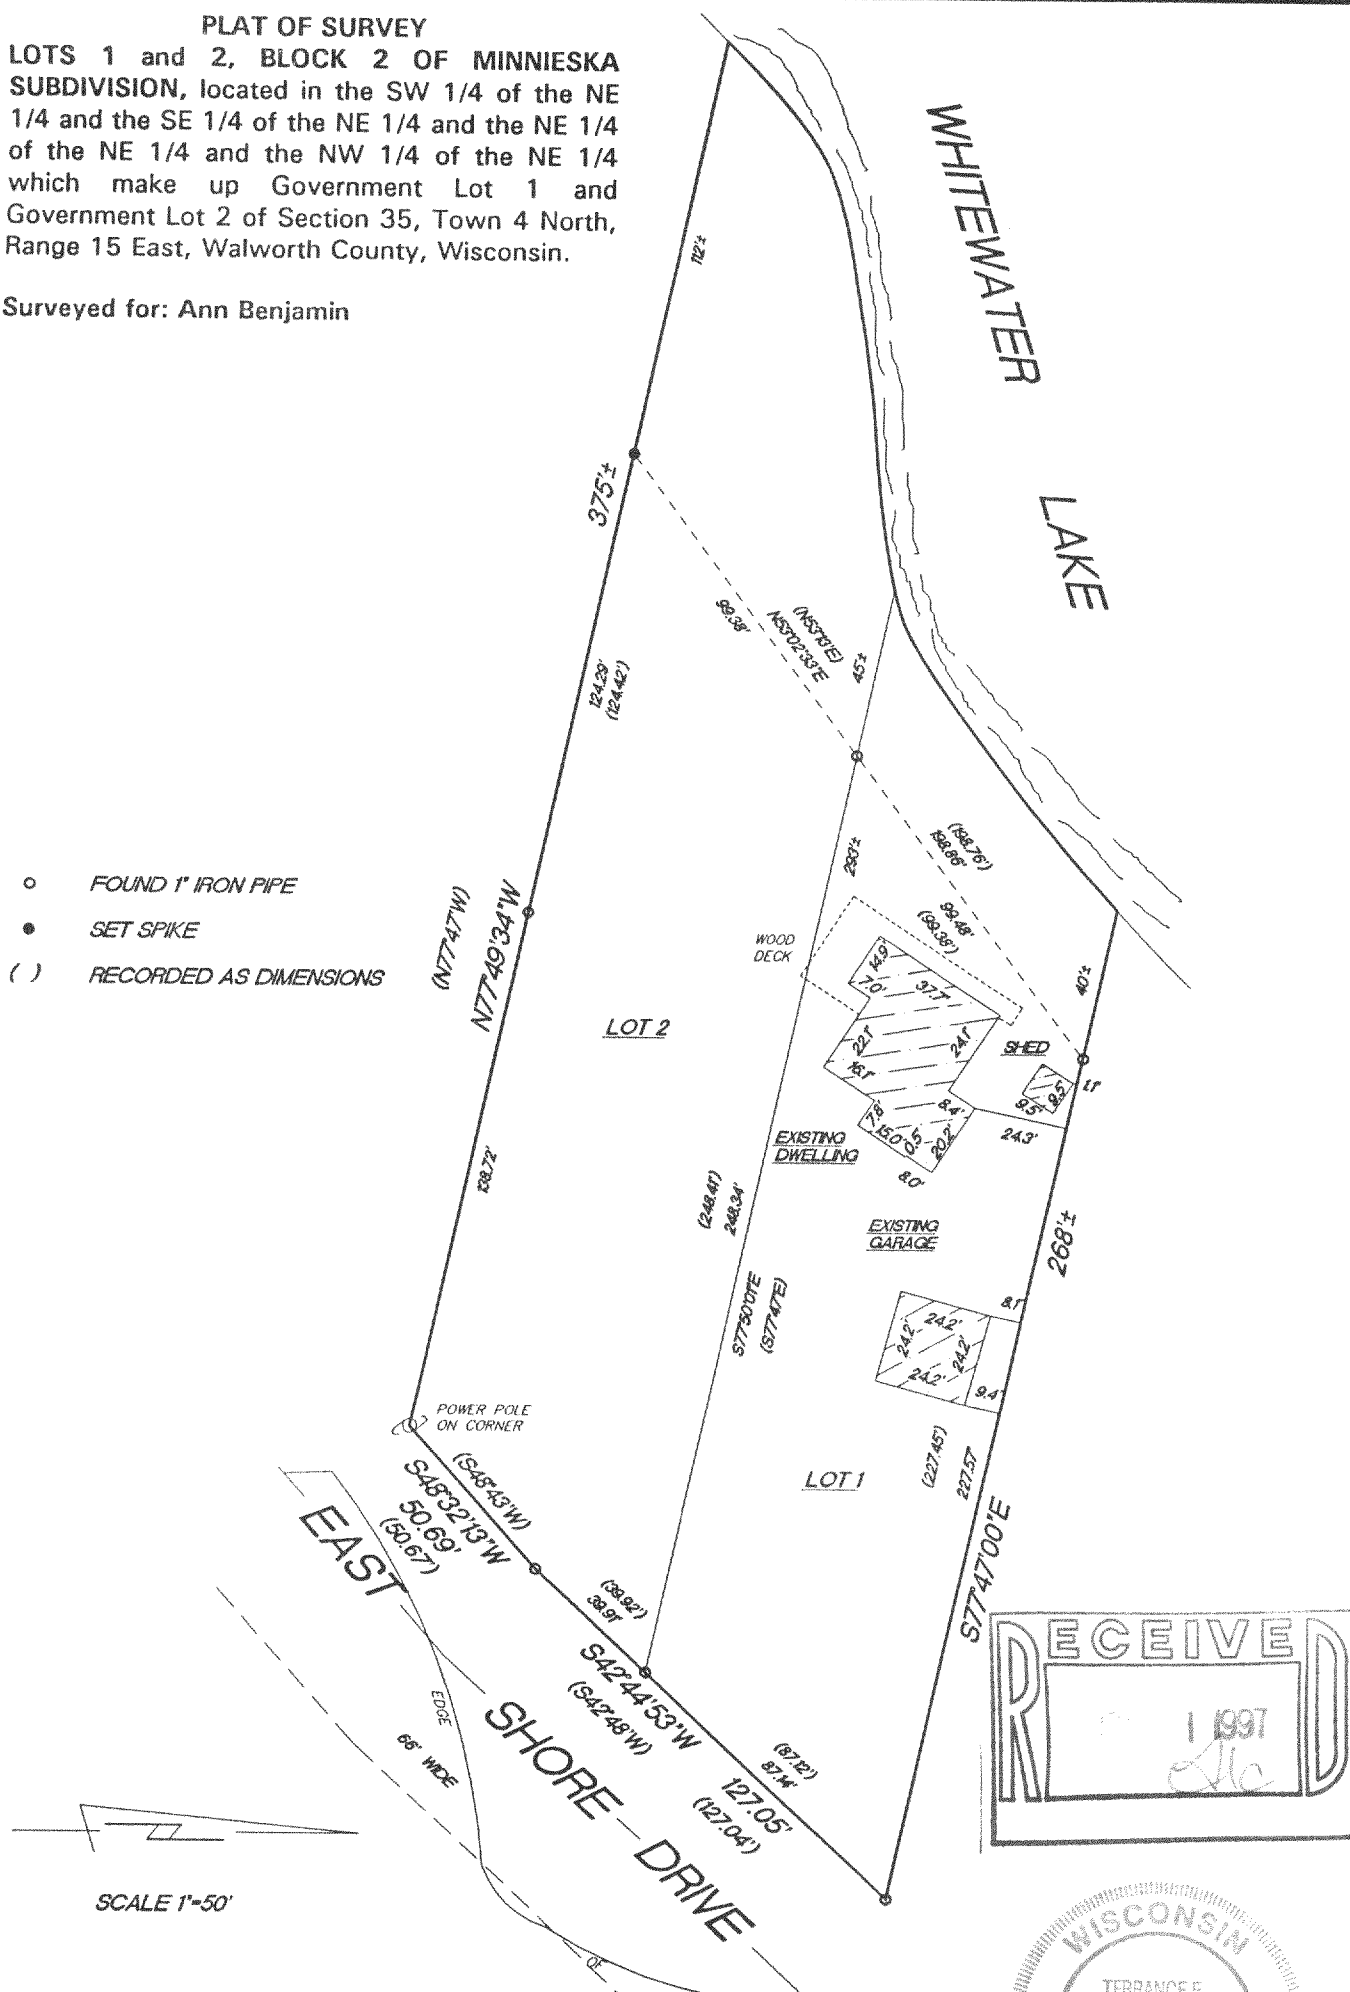 PLAT OF SURVEY
LOTS 1 and 2, BLOCK 2 OF MINNIESKA
SUBDIVISION, located in the SW 1/4 of the NE
1/4 and the SE 1/4 of the NE 1/4 and the NE 1/4
of the NE 1/4 and the NW 1/4 of the NE 1/4
which make up Government Lot 1 and
Government Lot 2 of Section 35, Town 4 North,
Range 15 East, Walworth County, Wisconsin.
Surveyed for: Ann Benjamin
WHITEWATER
LAKE
112'±
375'±
99.38'
(N53°13'E)
N53°02'33"E
45'±
124.29'
(124.42')
293'±
(198.76')
198.86'
99.48'
(99.38')
FOUND 1" IRON PIPE
SET SPIKE
( ) RECORDED AS DIMENSIONS
(N77°47'W)
N77°49'34"W
WOOD
DECK
14.9'
7.0'
37.7'
40'±
LOT 2
22.1'
24.1'
16.1'
SHED
1.1'
9.5'
9.5'
7.8'
8.4'
15.0'
0.5'
20.2'
24.3'
8.0'
EXISTING
DWELLING
138.72'
(248.41')
248.34'
EXISTING
GARAGE
268'±
S77°50'01"E
(S77°47'E)
8.1'
24.2'
24.2'
24.2'
24.2'
9.4'
POWER POLE
ON CORNER
(227.45')
227.57'
LOT 1
(S48°43'W)
S48°32'13"W
50.69'
(50.67')
S77°47'00"E
(39.92')
39.91'
S42°44'53"W
(S42°48'W)
(87.12')
87.14'
127.05'
(127.04')
EAST SHORE DRIVE
EDGE
OF
66' WIDE
SCALE 1"=50'
RECEIVED
1 1997
WISCONSIN
TERRANCE E.